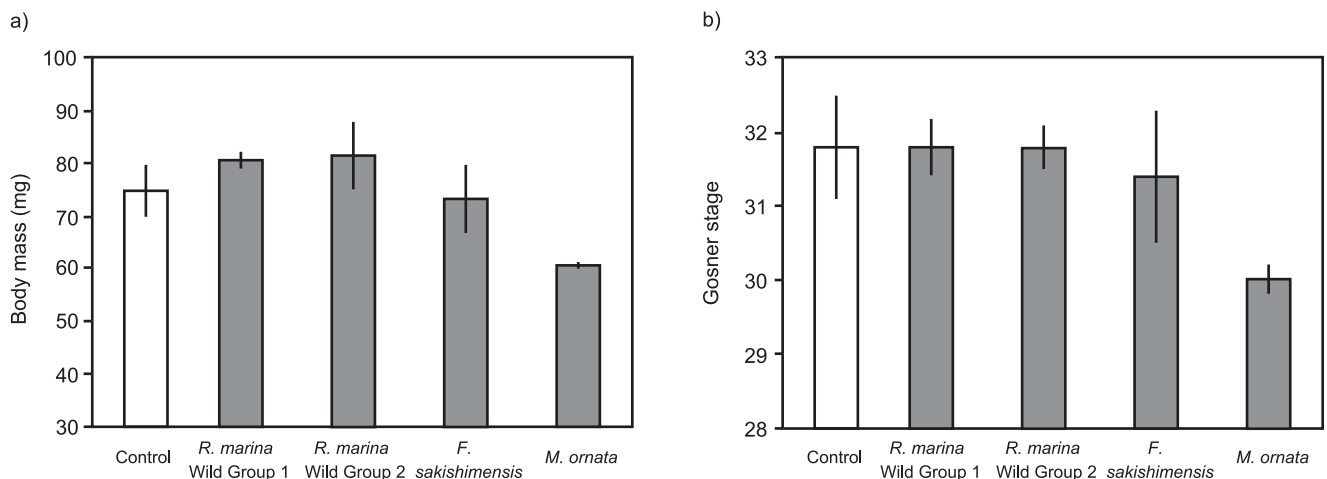 a)
Body mass (mg)
100
90
80
70
60
50
40
30
Control
R. marina
Wild Group 1
R. marina
Wild Group 2
F.
sakishimensis
M. ornata
b)
Gosner stage
33
32
31
30
29
28
Control
R. marina
Wild Group 1
R. marina
Wild Group 2
F.
sakishimensis
M. ornata